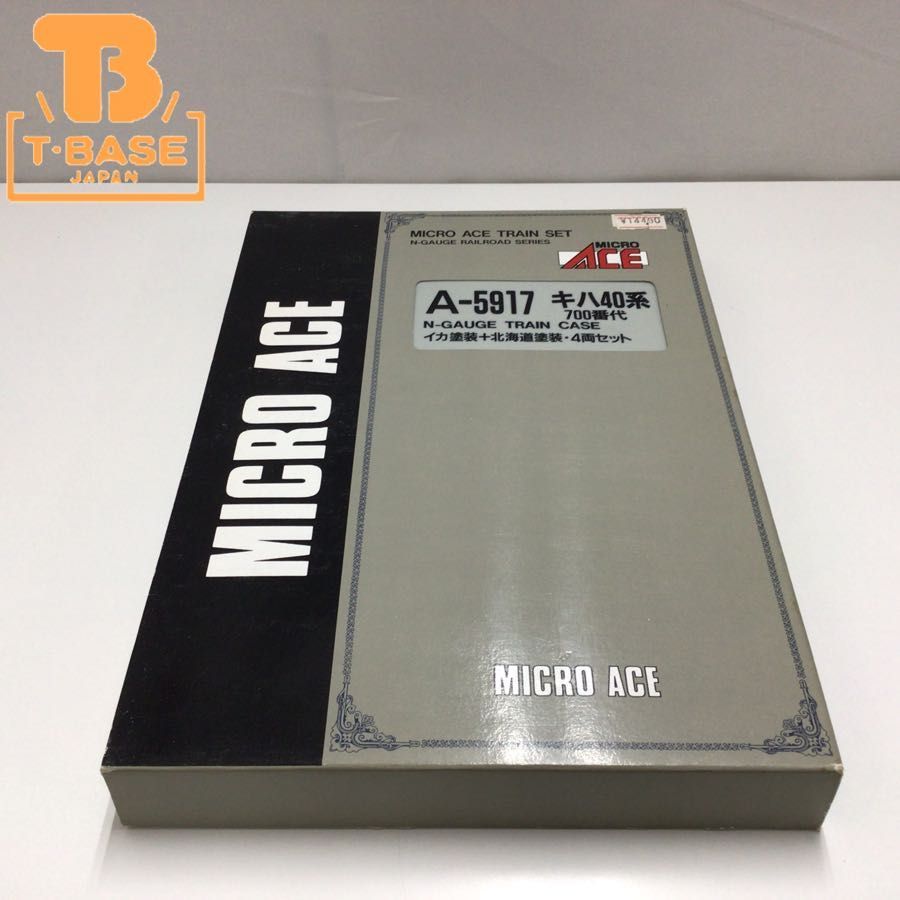 B
T・BASE
JAPAN
¥14490
MICRO ACE TRAIN SET
N-GAUGE RAILROAD SERIES
MICRO
ACE
A-5917 キハ40系
700番代
N-GAUGE TRAIN CASE
イカ塗装+北海道塗装・4両セット
MICRO ACE
MICRO ACE